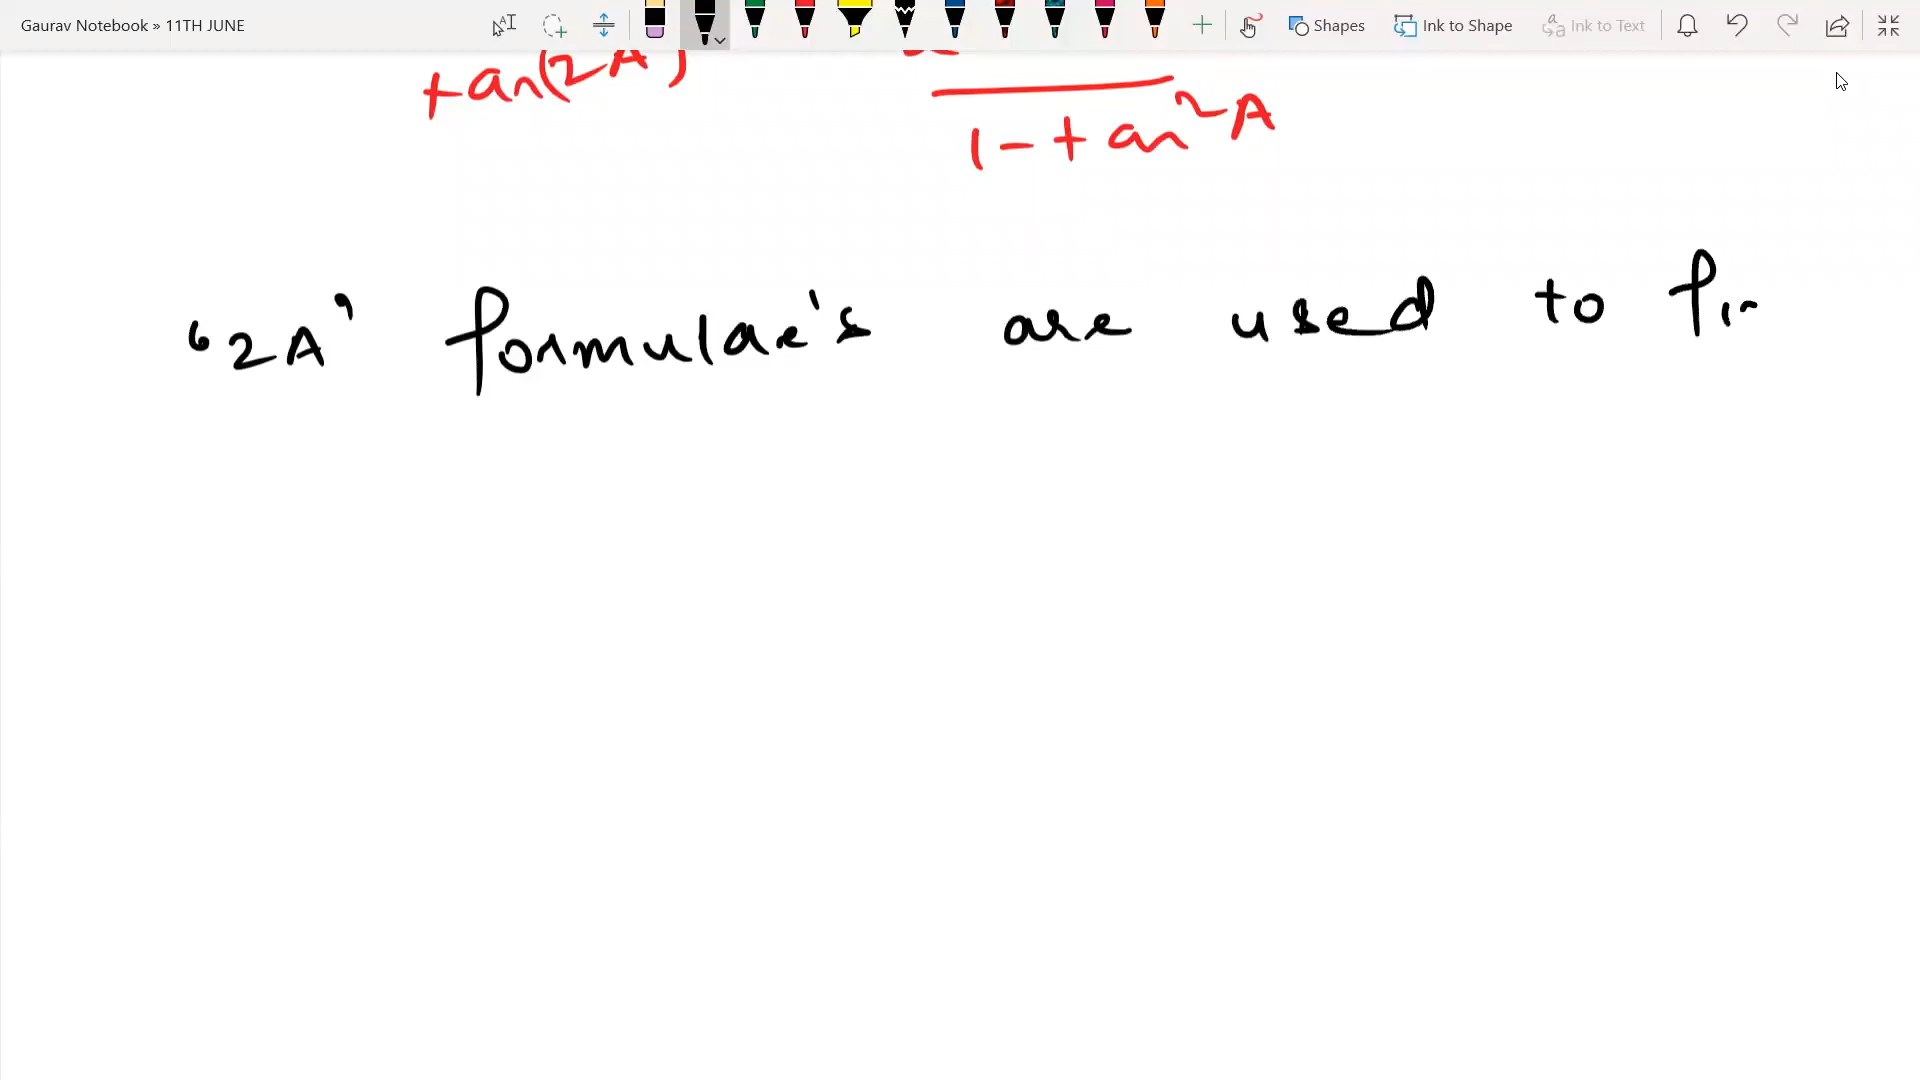 Gaurav Notebook » 11TH JUNE Shapes Ink to Shape Ink to Text
tan(2A)
1 - tan²A
‘2A’ formulae's are used to fin